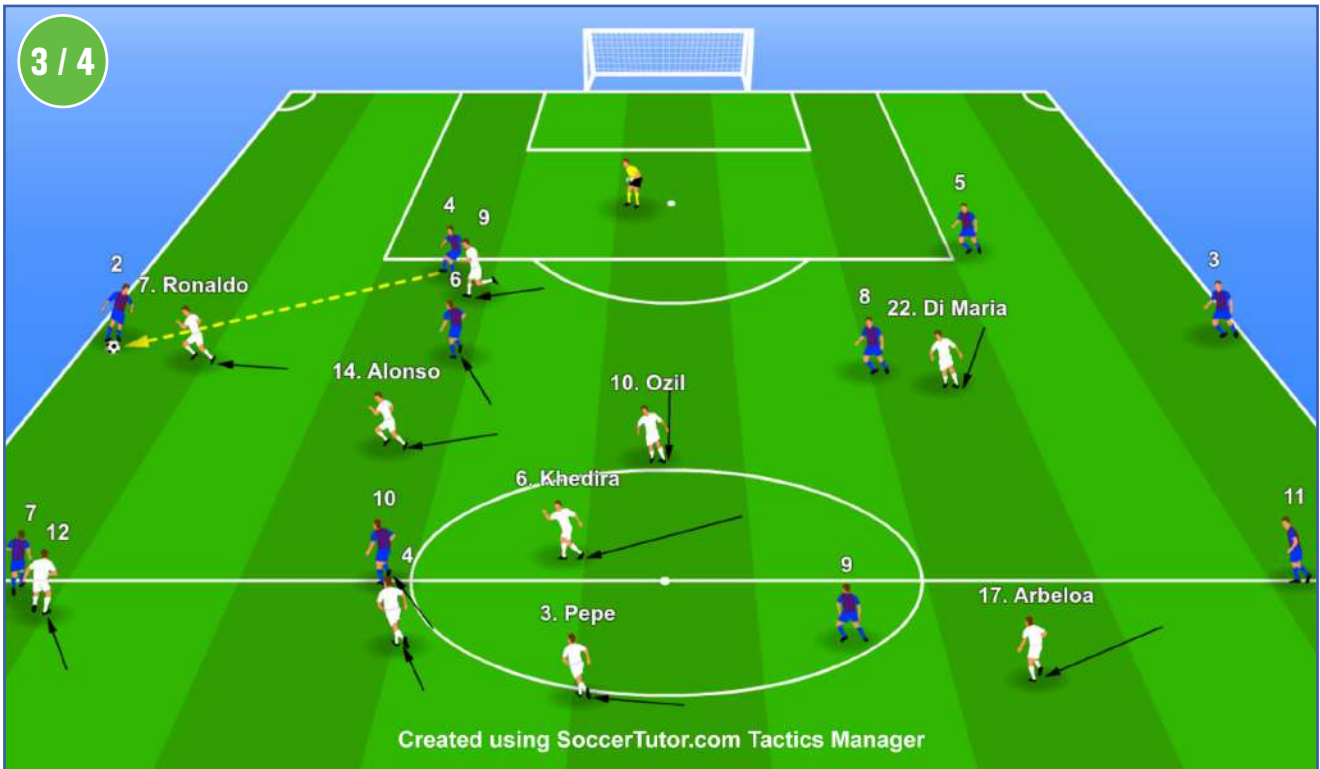 3 / 4
4
9
5
2
7. Ronaldo
6
3
8
22. Di Maria
14. Alonso
10. Ozil
6. Khedira
7
12
10
4
11
9
17. Arbeloa
3. Pepe
Created using SoccerTutor.com Tactics Manager